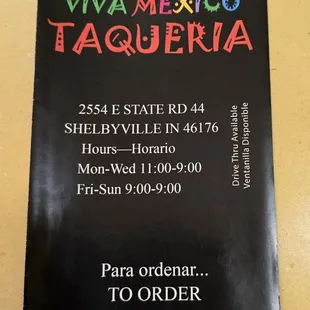 VIVA MEXICO
TAQUERIA
2554 E STATE RD 44
SHELBYVILLE IN 46176
Hours—Horario
Mon-Wed 11:00-9:00
Fri-Sun 9:00-9:00
Drive Thru Available
Ventanilla Disponible
Para ordenar...
TO ORDER